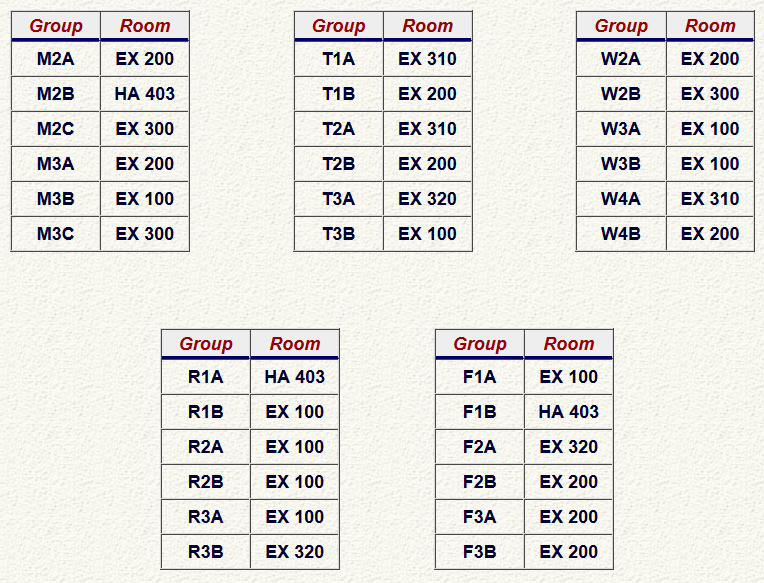 Group Room
M2A EX 200
M2B HA 403
M2C EX 300
M3A EX 200
M3B EX 100
M3C EX 300
Group Room
T1A EX 310
T1B EX 200
T2A EX 310
T2B EX 200
T3A EX 320
T3B EX 100
Group Room
W2A EX 200
W2B EX 300
W3A EX 100
W3B EX 100
W4A EX 310
W4B EX 200
Group Room
R1A HA 403
R1B EX 100
R2A EX 100
R2B EX 100
R3A EX 100
R3B EX 320
Group Room
F1A EX 100
F1B HA 403
F2A EX 320
F2B EX 200
F3A EX 200
F3B EX 200